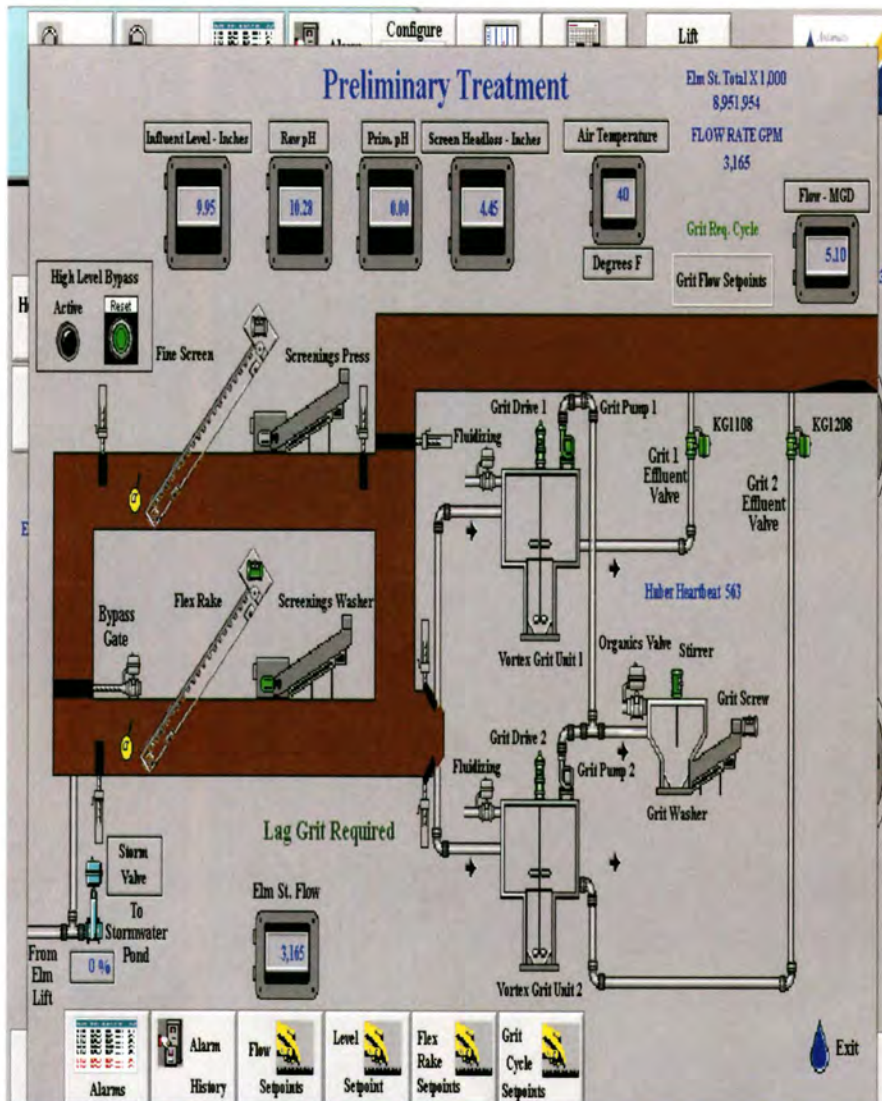 Configure
Alarm
Lift
Preliminary Treatment
Elm St. Total X 1,000
8,951,954
FLOW RATE GPM
3,165
Influent Level - Inches
Raw pH
Prim. pH
Screen Headloss - Inches
Air Temperature
9.95
10.28
0.00
4.45
40
Degrees F
Flow - MGD
5.10
Grit Req. Cycle
Grit Flow Setpoints
High Level Bypass
Active
Reset
Fine Screen
Screenings Press
Grit Drive 1
Grit Pump 1
KG1108
KG1208
Fluidizing
Grit 1
Effluent
Valve
Grit 2
Effluent
Valve
Flex Rake
Screenings Washer
Bypass
Gate
Huber Heartbeat 563
Vortex Grit Unit 1
Organics Valve
Stirrer
Grit Screw
Grit Drive 2
Grit Pump 2
Fluidizing
Grit Washer
Lag Grit Required
Storm
Valve
To
Stormwater
Pond
From
Elm
Lift
0 %
Elm St. Flow
3,165
Vortex Grit Unit 2
Alarms
Alarm
History
Flow
Setpoints
Level
Setpoint
Flex
Rake
Setpoints
Grit
Cycle
Setpoints
Exit